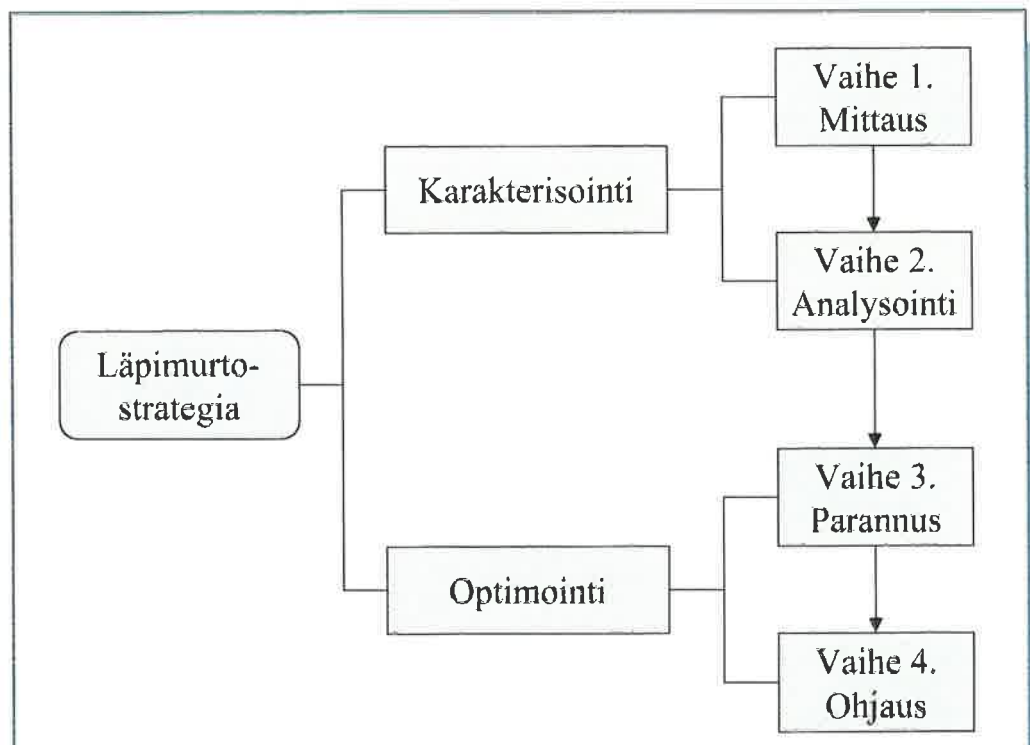 Vaihe 1.
Mittaus
Karakterisointi
Vaihe 2.
Analysointi
Läpimurto-
strategia
Vaihe 3.
Parannus
Optimointi
Vaihe 4.
Ohjaus